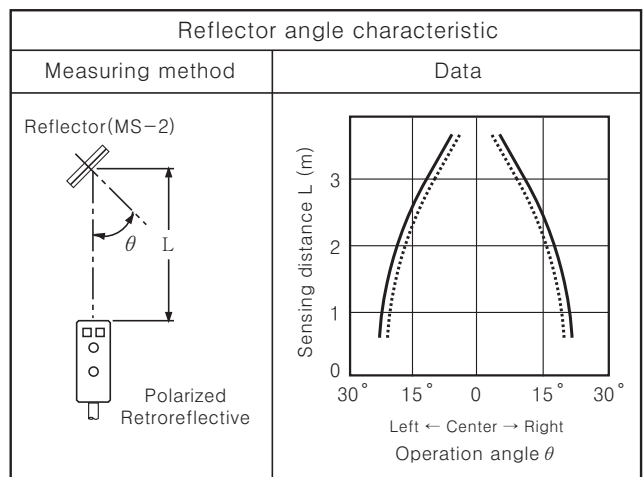 Reflector angle characteristic
Measuring method
Data
Reflector(MS-2)
θ
L
Polarized
Retroreflective
Sensing distance L (m)
3
2
1
0
30° 15° 0 15° 30°
Left ← Center → Right
Operation angle θ